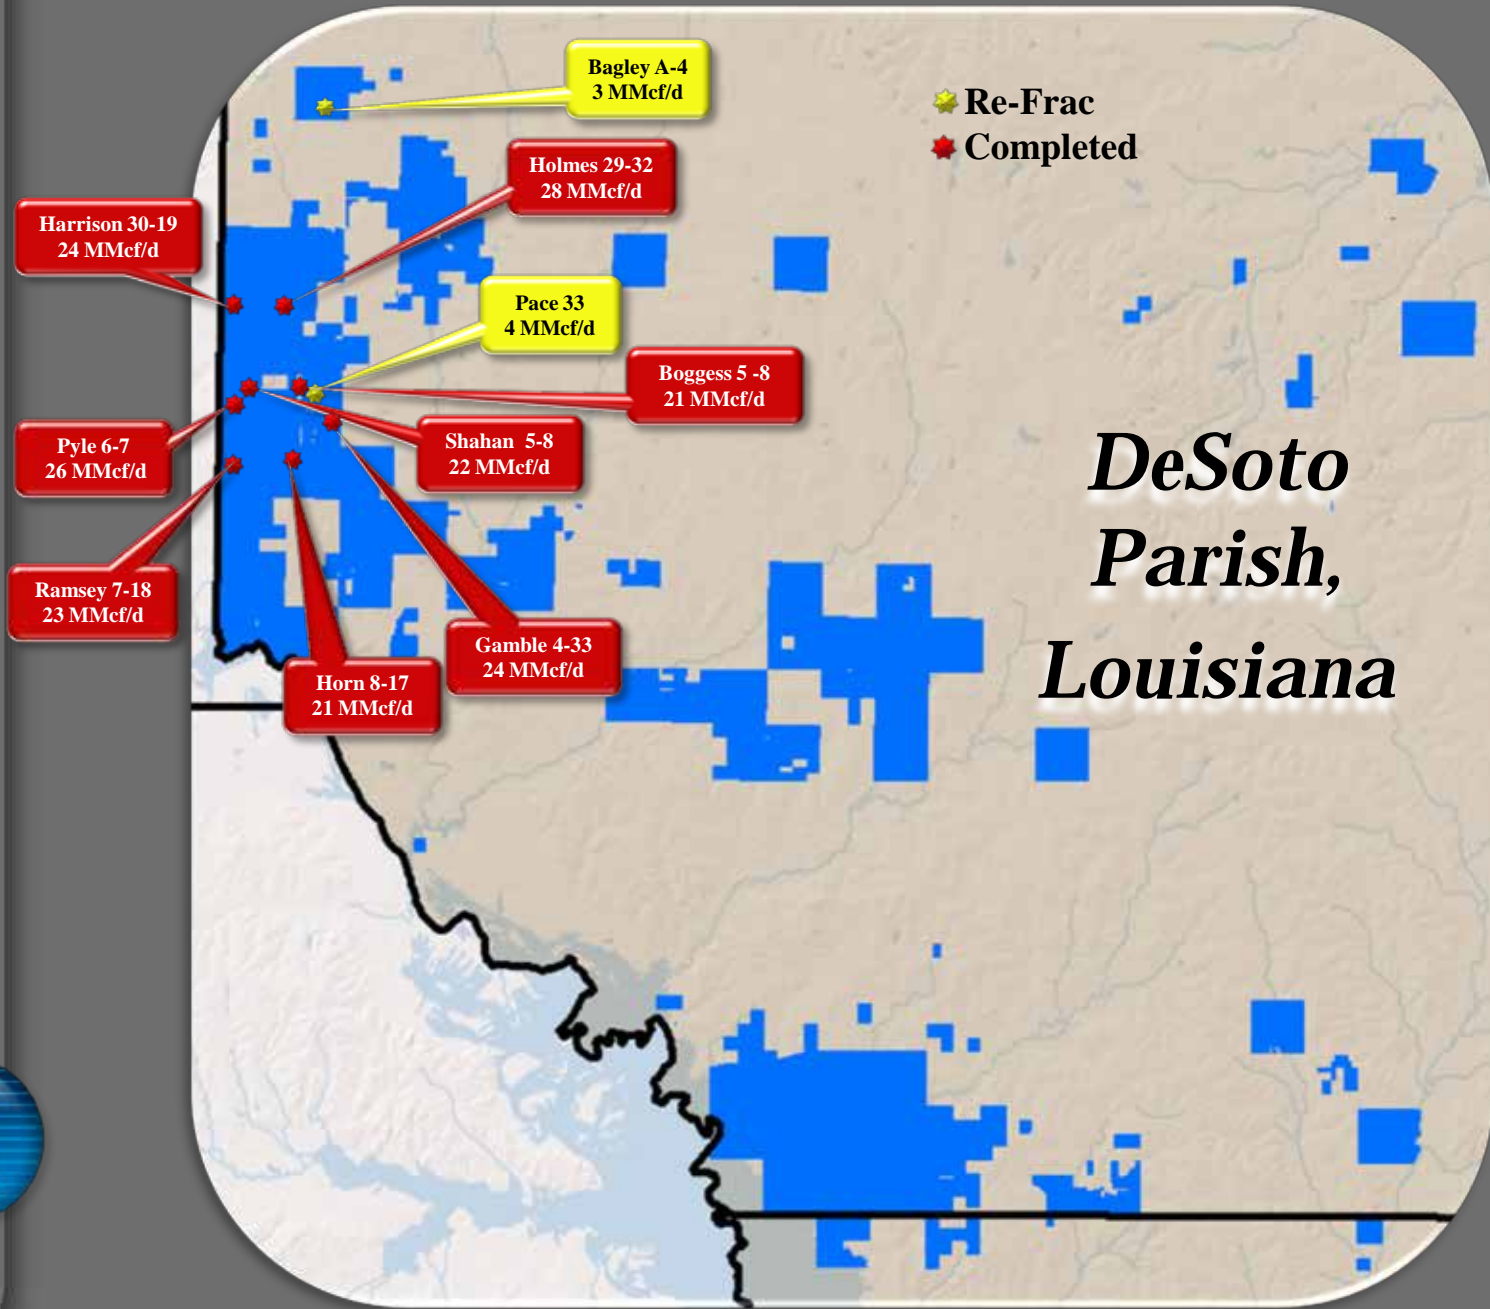 Bagley A-4
3 MMcf/d
Re-Frac
Completed
Holmes 29-32
28 MMcf/d
Harrison 30-19
24 MMcf/d
Pace 33
4 MMcf/d
Boggess 5 -8
21 MMcf/d
Shahan  5-8
22 MMcf/d
Pyle 6-7
26 MMcf/d
DeSoto
Parish,
Louisiana
Ramsey 7-18
23 MMcf/d
Gamble 4-33
24 MMcf/d
Horn 8-17
21 MMcf/d